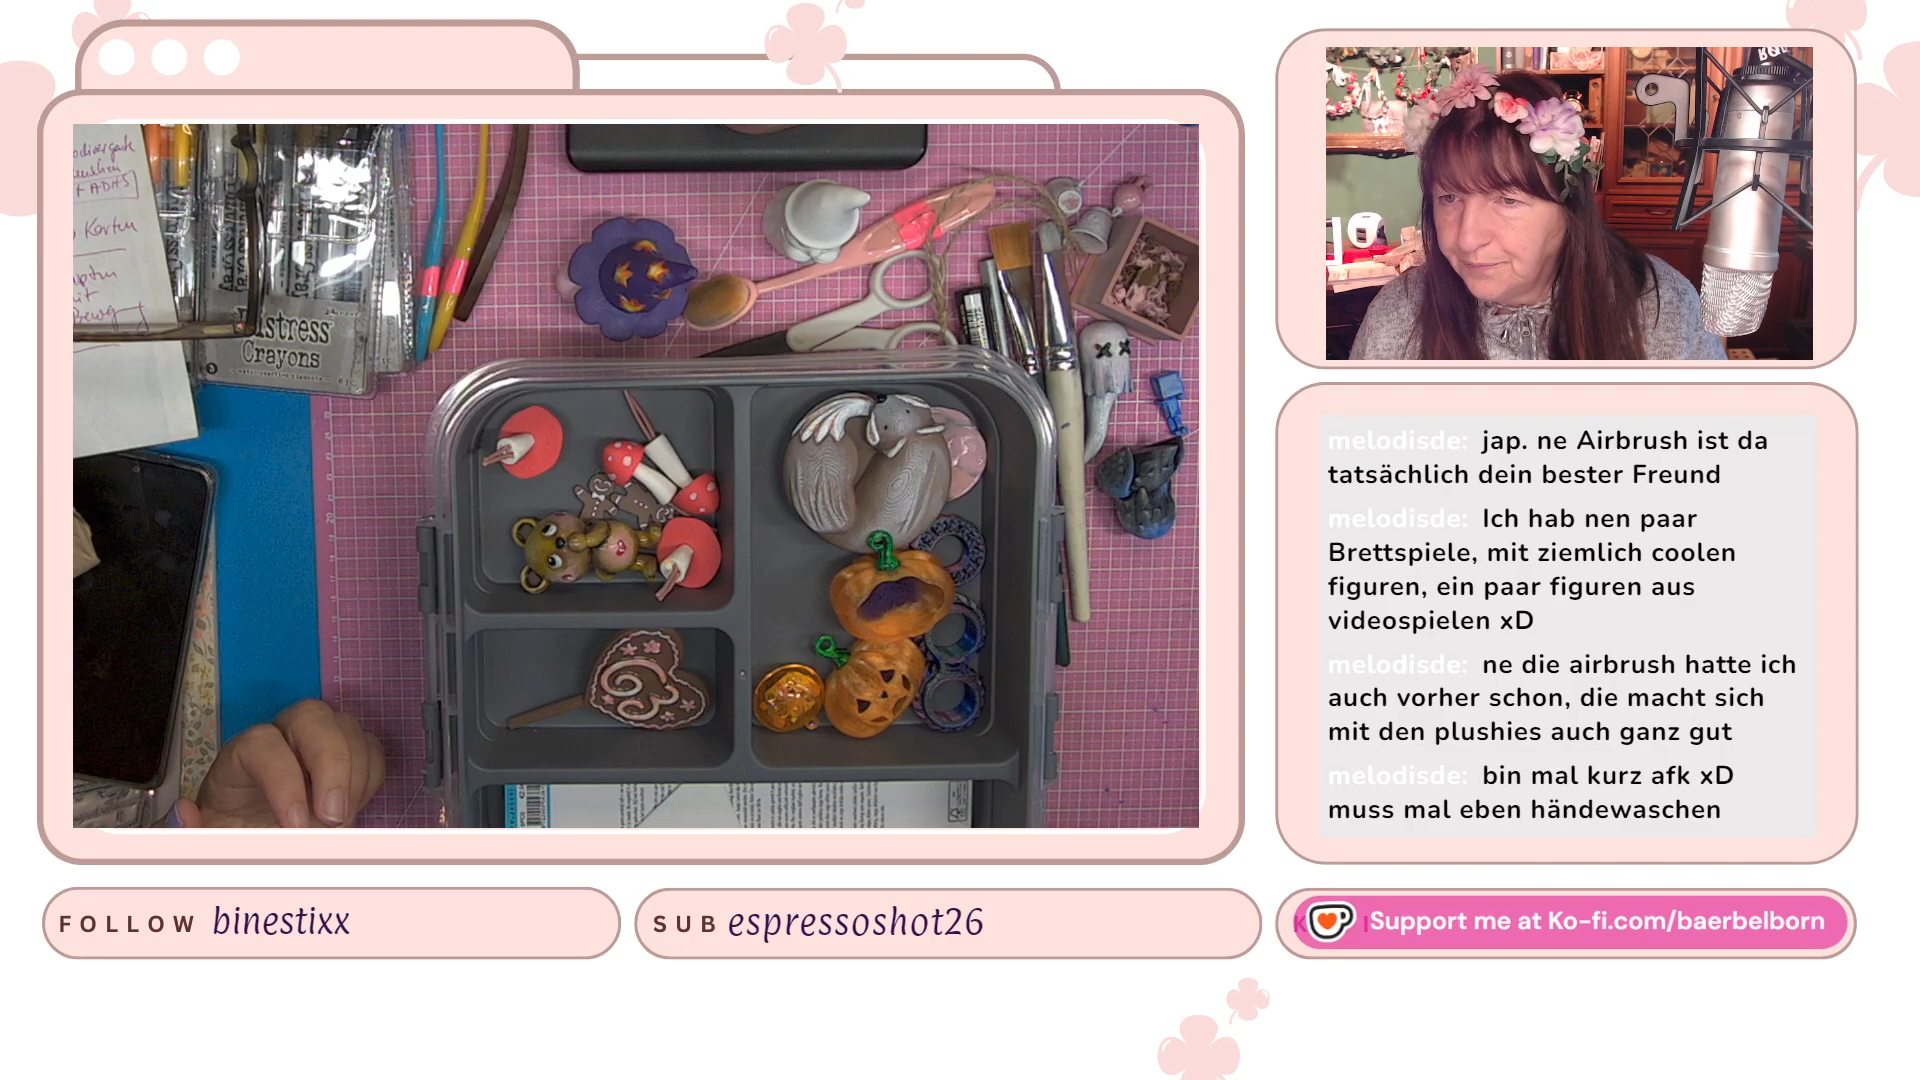 Karten
Distress
Crayons
melodisde: jap. ne Airbrush ist da
tatsächlich dein bester Freund
melodisde: Ich hab nen paar
Brettspiele, mit ziemlich coolen
figuren, ein paar figuren aus
videospielen xD
melodisde: ne die airbrush hatte ich
auch vorher schon, die macht sich
mit den plushies auch ganz gut
melodisde: bin mal kurz afk xD
muss mal eben händewaschen
FOLLOW binestixx
SUB espressoshot26
Support me at Ko-fi.com/baerbelborn